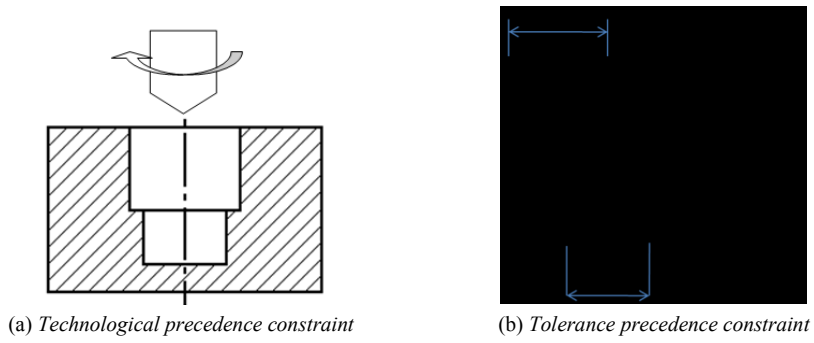 (a) Technological precedence constraint
(b) Tolerance precedence constraint